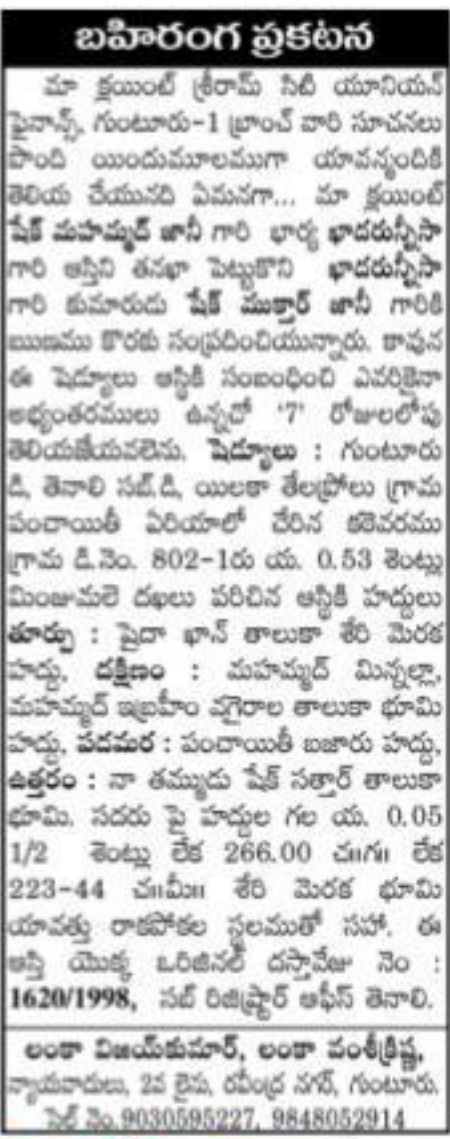 బహిరంగ ప్రకటన
మా క్లయింట్ శ్రీరామ్ సిటి యూనియన్
ఫైనాన్స్, గుంటూరు-1 బ్రాంచ్ వారి సూచనలు
పొంది యిందుమూలముగా యావన్మందికి
తెలియ చేయునది ఏమనగా... మా క్లయింట్
షేక్ మహమ్మద్ జానీ గారి భార్య ఖాదరున్నీసా
గారి ఆస్తిని తనఖా పెట్టుకొని ఖాదరున్నీసా
గారి కుమారుడు షేక్ ముక్తార్ జానీ గారికి
ఋణము కొరకు సంప్రదించియున్నారు. కావున
ఈ షెడ్యూలు ఆస్థికి సంబంధించి ఎవరికైనా
అభ్యంతరములు ఉన్నచో '7' రోజులలోపు
తెలియజేయవలెను. షెడ్యూలు : గుంటూరు
డి, తెనాలి సబ్.డి, యిలకా తేలప్రోలు గ్రామ
పంచాయితీ ఏరియాలో చేరిన కఠెవరము
గ్రామ డి.నెం. 802-1రు య. 0.53 శెంట్లు
మింజుమలె దఖలు పరిచిన ఆస్థికి హద్దులు
తూర్పు : షైదా ఖాన్ తాలుకా శేరి మెరక
హద్దు, దక్షిణం : మహమ్మద్ మిన్నల్లా,
మహమ్మద్ ఇబ్రహీం వగైరాల తాలుకా భూమి
హద్దు, పడమర : పంచాయితీ బజారు హద్దు,
ఉత్తరం : నా తమ్ముడు షేక్ సత్తార్ తాలుకా
భూమి. సదరు పై హద్దుల గల య. 0.05
1/2 శెంట్లు లేక 266.00 చ॥గ॥ లేక
223-44 చ॥మీ॥ శేరి మెరక భూమి
యావత్తు రాకపోకల స్థలముతో సహా. ఈ
ఆస్తి యొక్క ఒరిజినల్ దస్తావేజు నెం :
1620/1998, సబ్ రిజిష్ట్రార్ ఆఫీస్ తెనాలి.
లంకా విజయ్‌కుమార్, లంకా వంశీక్రిష్ణ,
న్యాయవాదులు, 2వ లైను, రవీంద్ర నగర్, గుంటూరు.
సెల్ నెం.9030595227, 9848052914